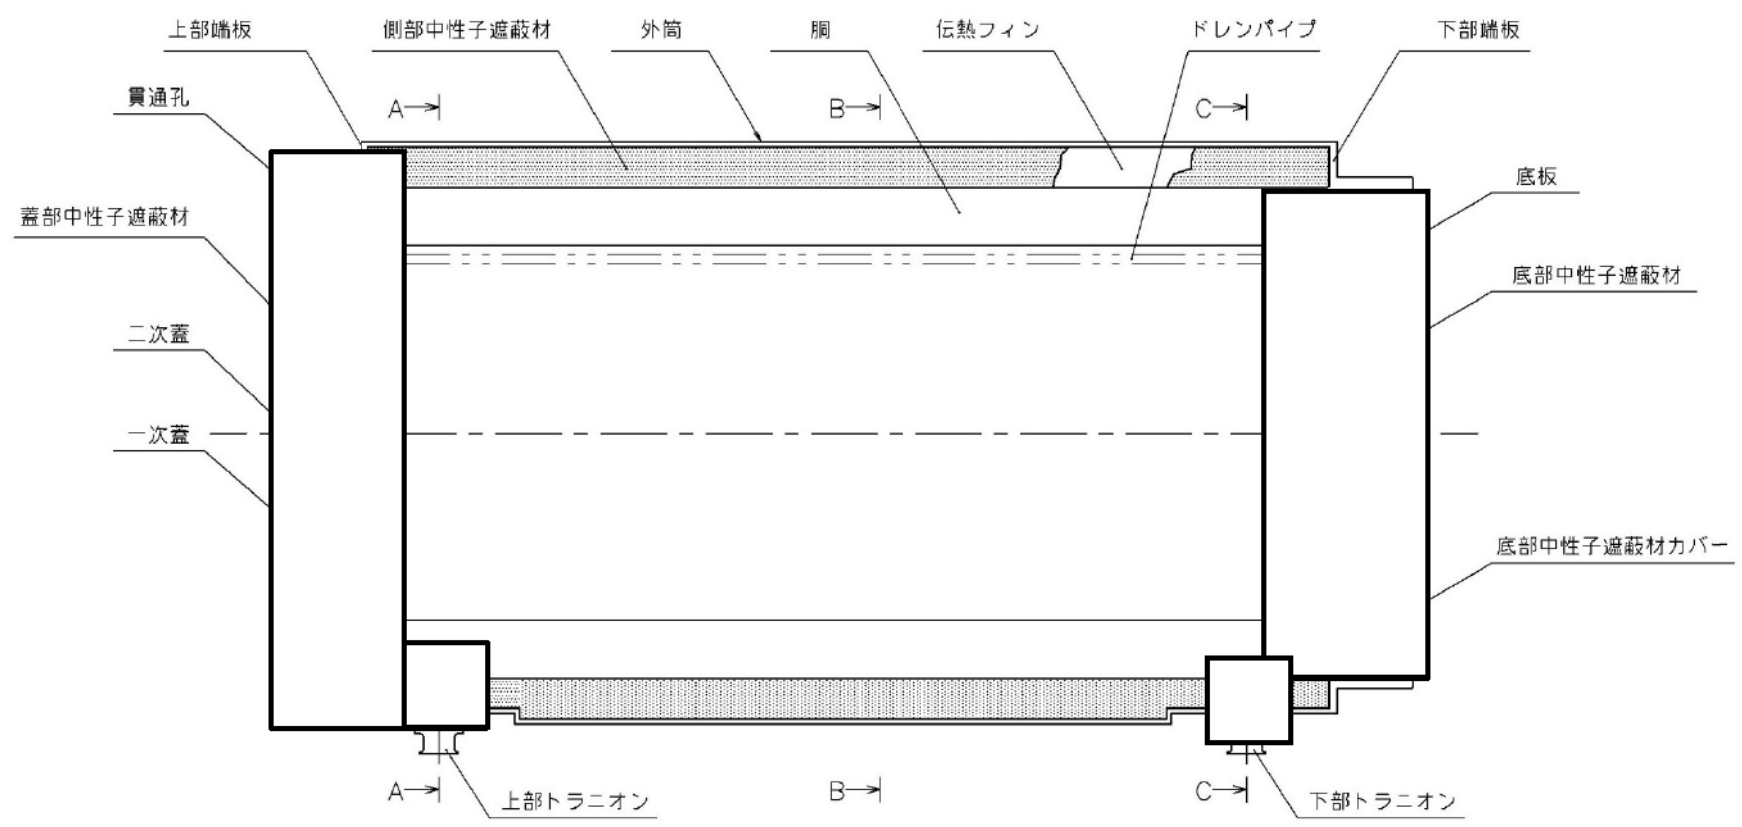 上部端板
側部中性子遮蔽材
外筒
胴
伝熱フィン
ドレンパイプ
下部端板
貫通孔
A
B
C
底板
蓋部中性子遮蔽材
底部中性子遮蔽材
二次蓋
一次蓋
底部中性子遮蔽材カバー
A
B
C
上部トラニオン
下部トラニオン